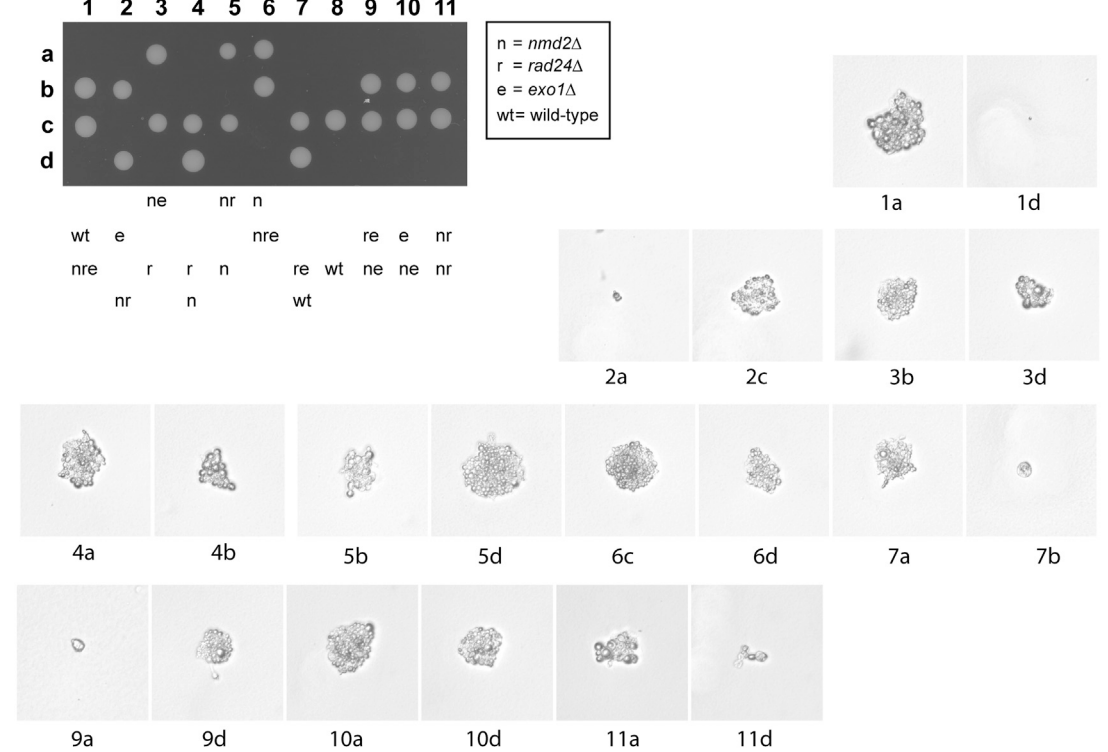 1 2 3 4 5 6 7 8 9 10 11
a
b
c
d
n = nmd2Δ
r = rad24Δ
e = exo1Δ
wt= wild-type
ne nr n
wt e nre re e nr
nre r r n re wt ne ne nr
nr n wt
1a 1d
2a 2c 3b 3d
4a 4b 5b 5d 6c 6d 7a 7b
9a 9d 10a 10d 11a 11d